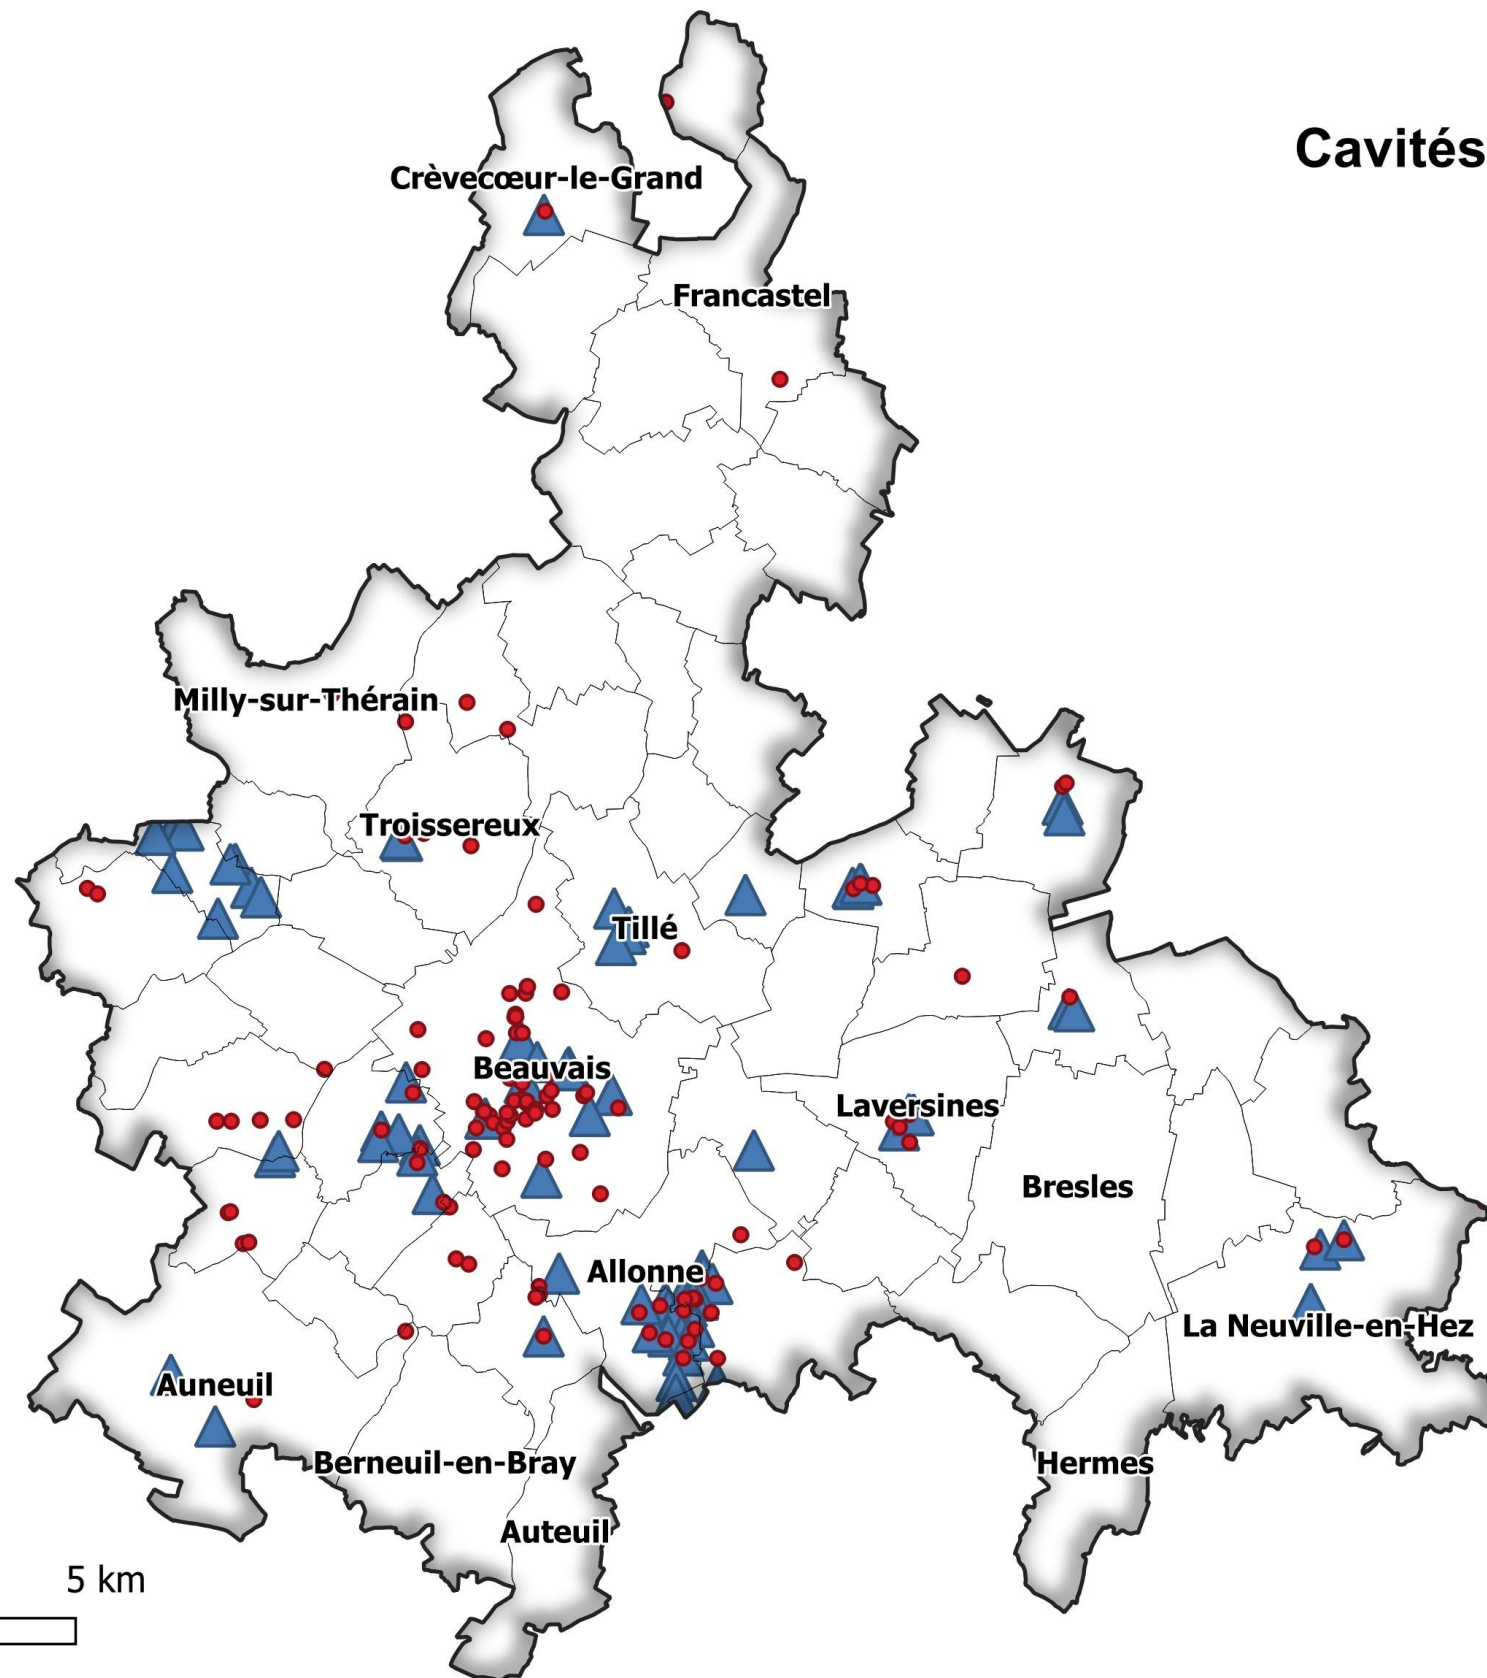 Cavités
Crèvecœur-le-Grand
Francastel
Milly-sur-Thérain
Troissereux
Tillé
Beauvais
Laversines
Bresles
Allonne
La Neuville-en-Hez
Auneuil
Berneuil-en-Bray
Hermes
Auteuil
5 km